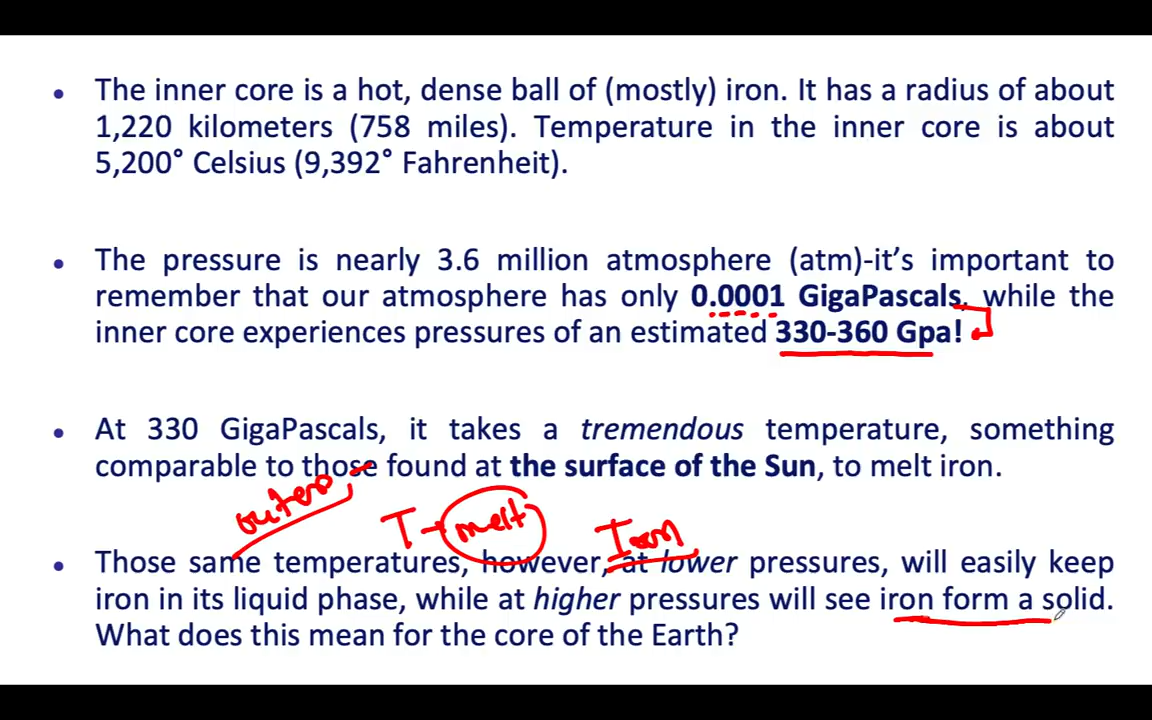 • The inner core is a hot, dense ball of (mostly) iron. It has a radius of about
1,220 kilometers (758 miles). Temperature in the inner core is about
5,200° Celsius (9,392° Fahrenheit).
• The pressure is nearly 3.6 million atmosphere (atm)-it's important to
remember that our atmosphere has only 0.0001 GigaPascals, while the
inner core experiences pressures of an estimated 330-360 Gpa!
• At 330 GigaPascals, it takes a tremendous temperature, something
comparable to those found at the surface of the Sun, to melt iron.
outer T → melt Iron
• Those same temperatures, however, at lower pressures, will easily keep
iron in its liquid phase, while at higher pressures will see iron form a solid.
What does this mean for the core of the Earth?